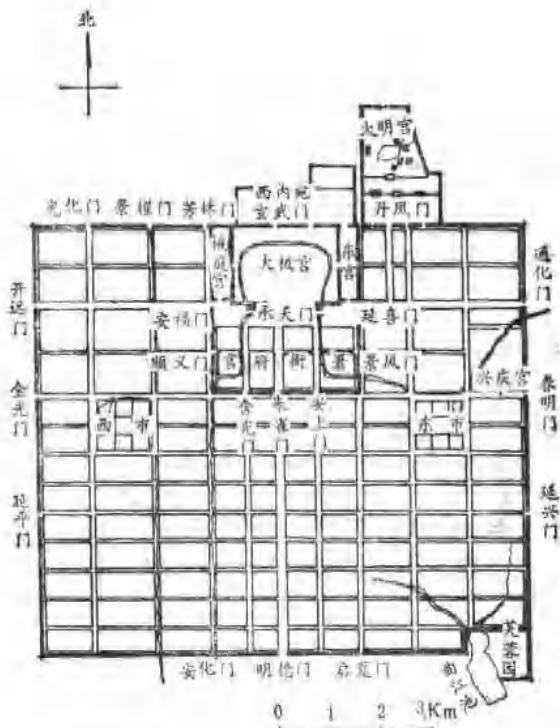 北
大明宫
西内苑
光化门 景耀门 芳林门 玄武门 丹凤门
掖庭宫 太极宫 东宫
通化门
开远门
安福门 承天门 延喜门
顺义门 官 府 衙 署 景风门
兴庆宫
金光门
春明门
西市
含光门 朱雀门 安上门
东市
延平门
延兴门
芙蓉园
曲江池
安化门 明德门 启夏门
0 1 2 3Km